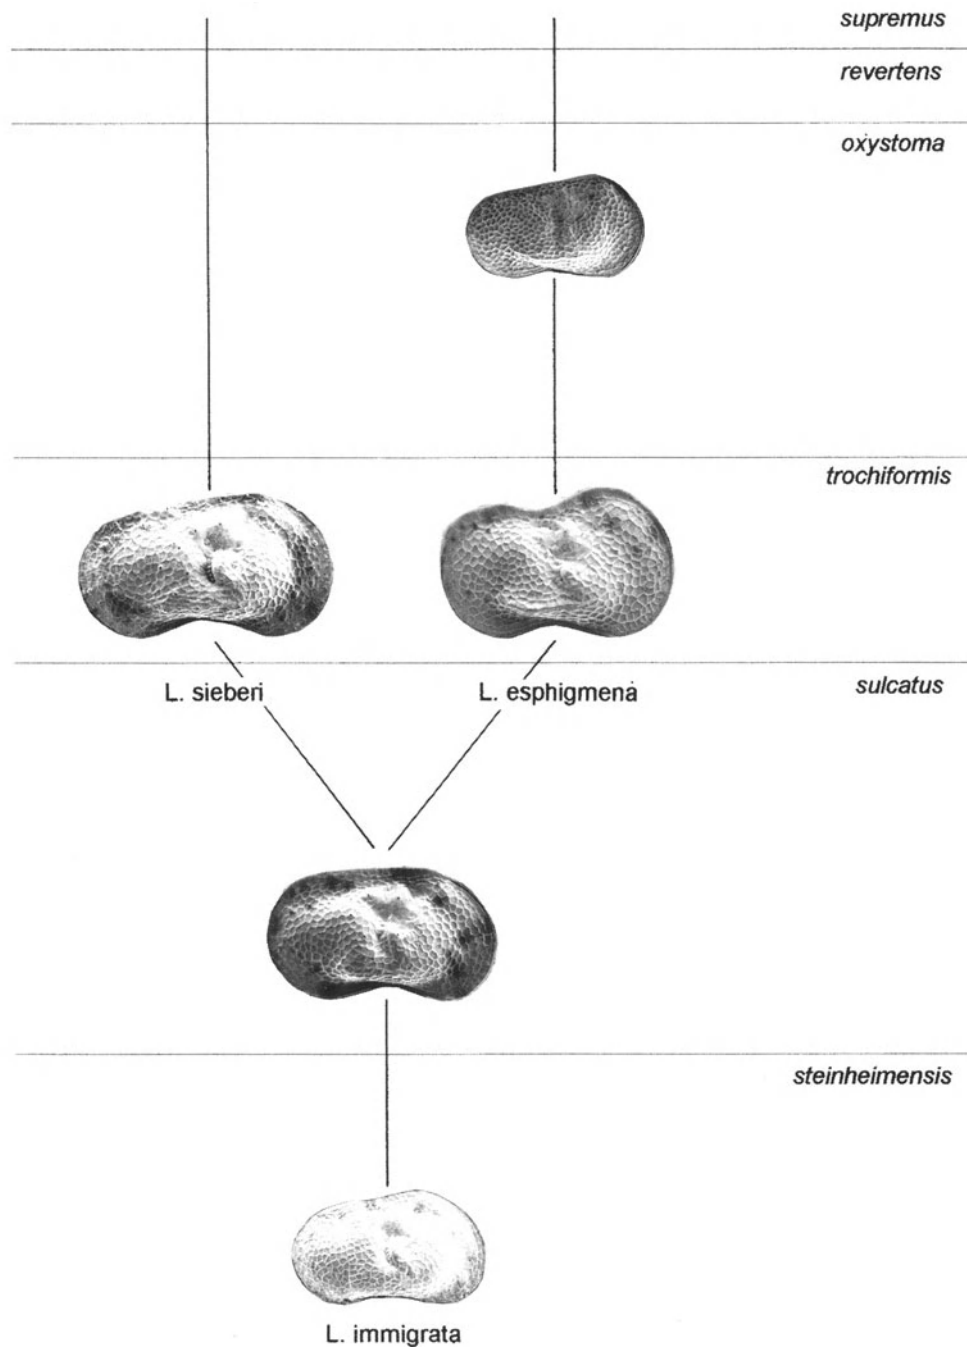 supremus
revertens
oxystoma
trochiformis
L. sieberi
L. esphigmena
sulcatus
steinheimensis
L. immigrata